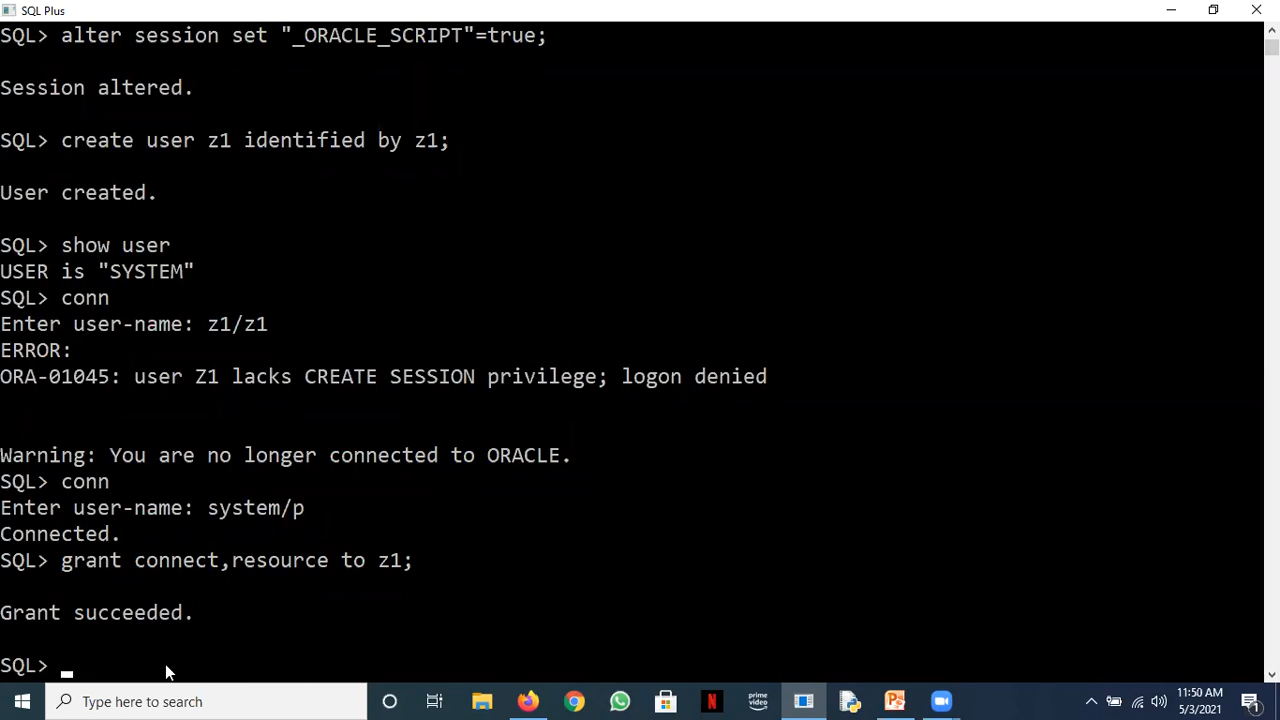 SQL Plus
SQL> alter session set "_ORACLE_SCRIPT"=true;
Session altered.
SQL> create user z1 identified by z1;
User created.
SQL> show user
USER is "SYSTEM"
SQL> conn
Enter user-name: z1/z1
ERROR:
ORA-01045: user Z1 lacks CREATE SESSION privilege; logon denied
Warning: You are no longer connected to ORACLE.
SQL> conn
Enter user-name: system/p
Connected.
SQL> grant connect,resource to z1;
Grant succeeded.
SQL>
Type here to search
N
prime
video
P
11:50 AM
5/3/2021
1